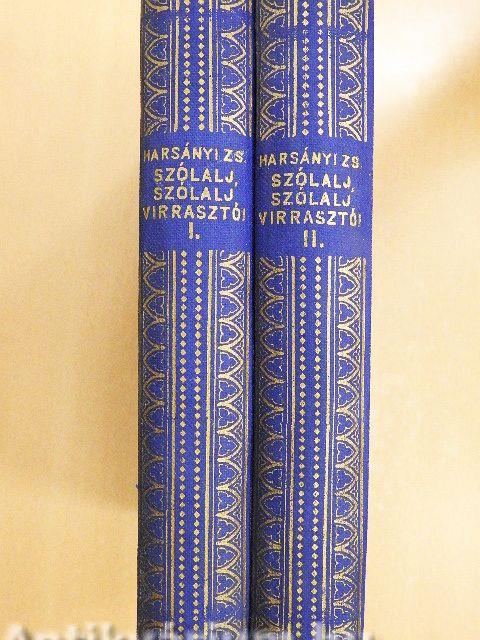 HARSÁNYI ZS.
SZÓLALJ,
SZÓLALJ,
VIRRASZTÓ!
I.
HARSÁNYI ZS.
SZÓLALJ,
SZÓLALJ,
VIRRASZTÓ!
II.